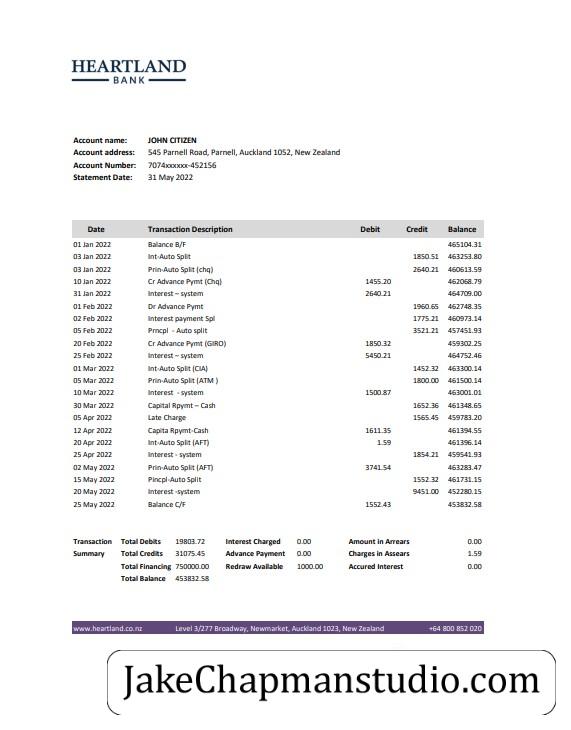 HEARTLAND
BANK
Account name: JOHN CITIZEN
Account address: 545 Parnell Road, Parnell, Auckland 1052, New Zealand
Account Number: 7074xxxxxx-452156
Statement Date: 31 May 2022
Date Transaction Description Debit Credit Balance
01 Jan 2022 Balance B/F 465104.31
03 Jan 2022 Int-Auto Split 1850.51 463253.80
03 Jan 2022 Prin-Auto Split (chq) 2640.21 460613.59
10 Jan 2022 Cr Advance Pymt (Chq) 1455.20 462068.79
31 Jan 2022 Interest – system 2640.21 464709.00
01 Feb 2022 Dr Advance Pymt 1960.65 462748.35
02 Feb 2022 Interest payment Spl 1775.21 460973.14
05 Feb 2022 Prncpl - Auto split 3521.21 457451.93
20 Feb 2022 Cr Advance Pymt (GIRO) 1850.32 459302.25
25 Feb 2022 Interest – system 5450.21 464752.46
01 Mar 2022 Int-Auto Split (CIA) 1452.32 463300.14
05 Mar 2022 Prin-Auto Split (ATM ) 1800.00 461500.14
10 Mar 2022 Interest - system 1500.87 463001.01
30 Mar 2022 Capital Rpymt – Cash 1652.36 461348.65
05 Apr 2022 Late Charge 1565.45 459783.20
12 Apr 2022 Capita Rpymt-Cash 1611.35 461394.55
20 Apr 2022 Int-Auto Split (AFT) 1.59 461396.14
25 Apr 2022 Interest - system 1854.21 459541.93
02 May 2022 Prin-Auto Split (AFT) 3741.54 463283.47
15 May 2022 Pincpl-Auto Split 1552.32 461731.15
20 May 2022 Interest -system 9451.00 452280.15
25 May 2022 Balance C/F 1552.43 453832.58
Transaction Total Debits 19803.72 Interest Charged 0.00 Amount in Arrears 0.00
Summary Total Credits 31075.45 Advance Payment 0.00 Charges in Assears 1.59
Total Financing 750000.00 Redraw Available 1000.00 Accured Interest 0.00
Total Balance 453832.58
www.heartland.co.nz Level 3/277 Broadway, Newmarket, Auckland 1023, New Zealand +64 800 852 020
JakeChapmanstudio.com